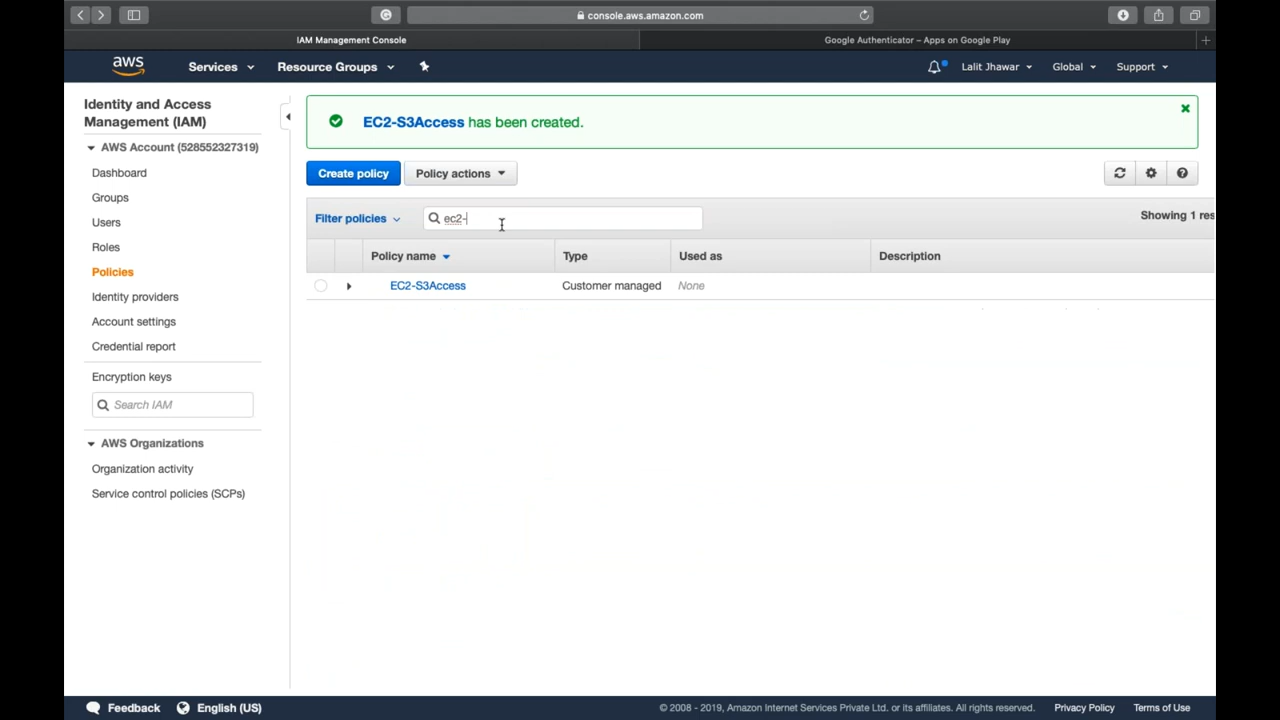 console.aws.amazon.com
IAM Management Console
Google Authenticator – Apps on Google Play
aws
Services
Resource Groups
Lalit Jhawar
Global
Support
Identity and Access
Management (IAM)
AWS Account (528552327319)
Dashboard
Groups
Users
Roles
Policies
Identity providers
Account settings
Credential report
Encryption keys
Search IAM
AWS Organizations
Organization activity
Service control policies (SCPs)
EC2-S3Access has been created.
Create policy
Policy actions
Filter policies
ec2-
Showing 1 res
Policy name
Type
Used as
Description
EC2-S3Access
Customer managed
None
Feedback
English (US)
© 2008 - 2019, Amazon Internet Services Private Ltd. or its affiliates. All rights reserved.
Privacy Policy
Terms of Use